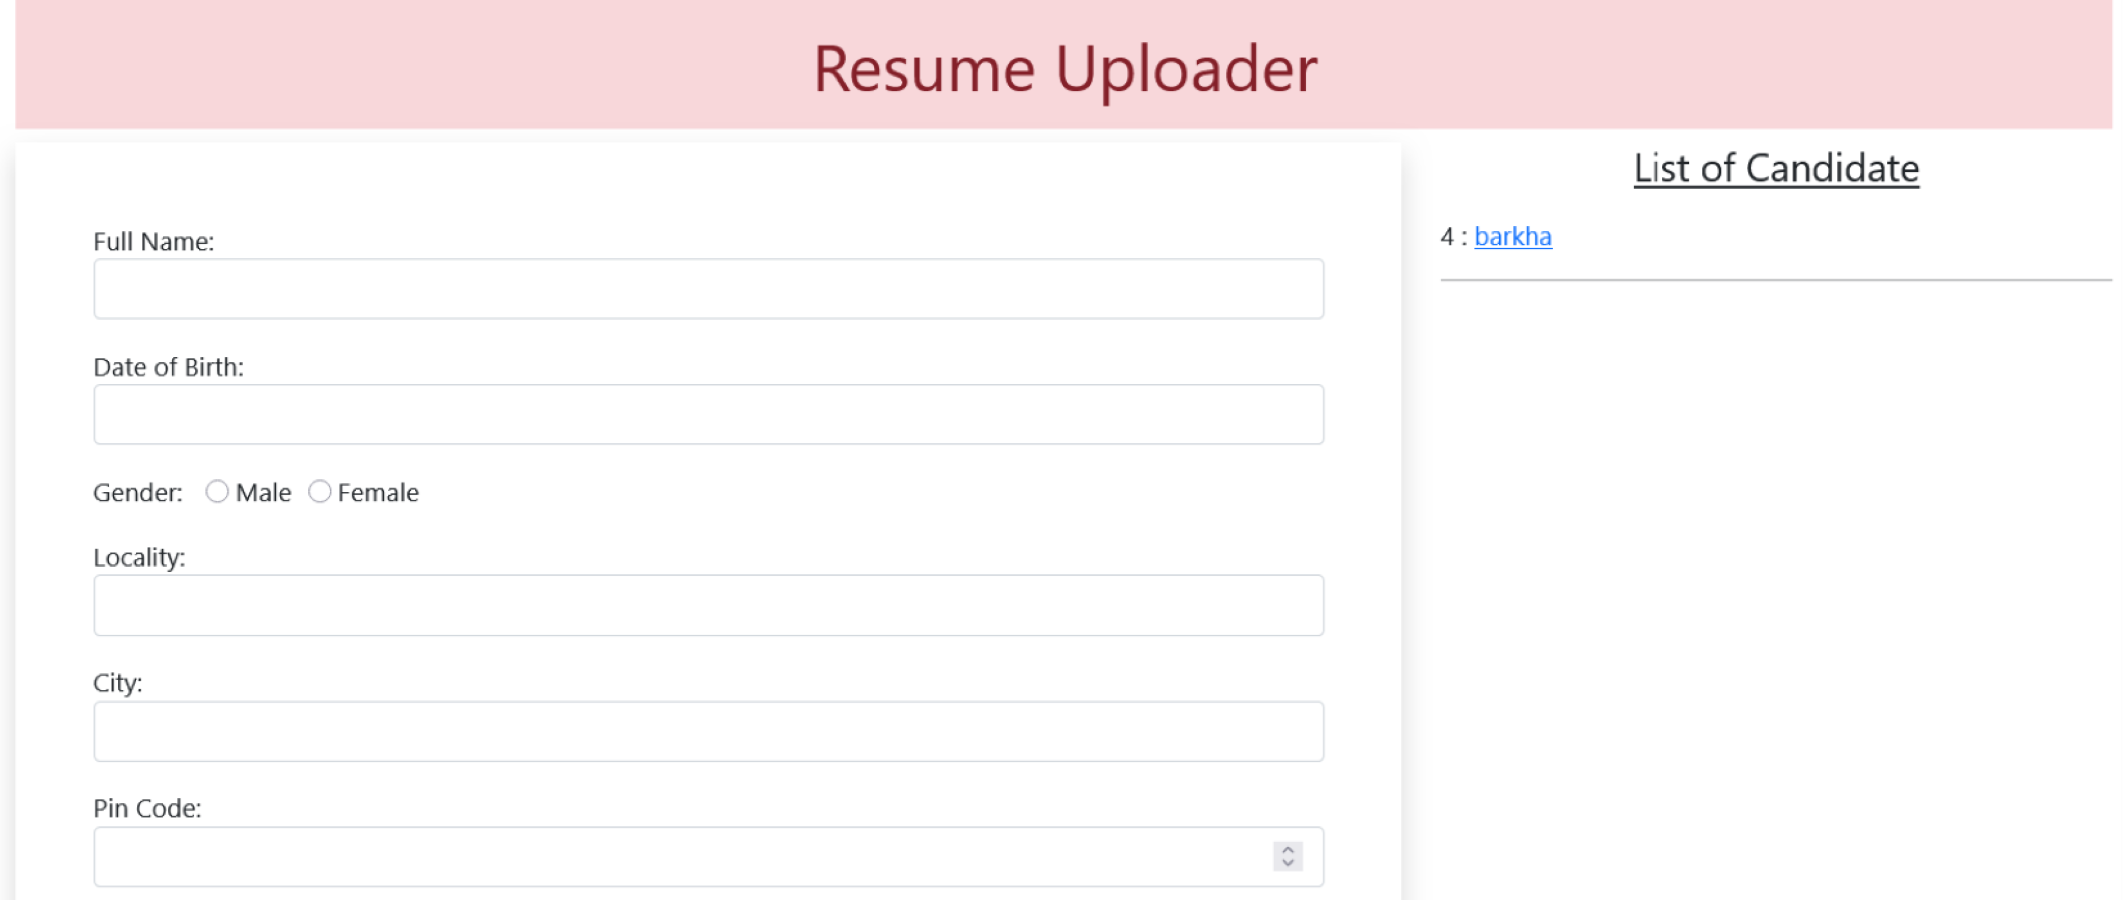 Resume Uploader
Full Name:
Date of Birth:
Gender: Male Female
Locality:
City:
Pin Code:
List of Candidate
4 : barkha